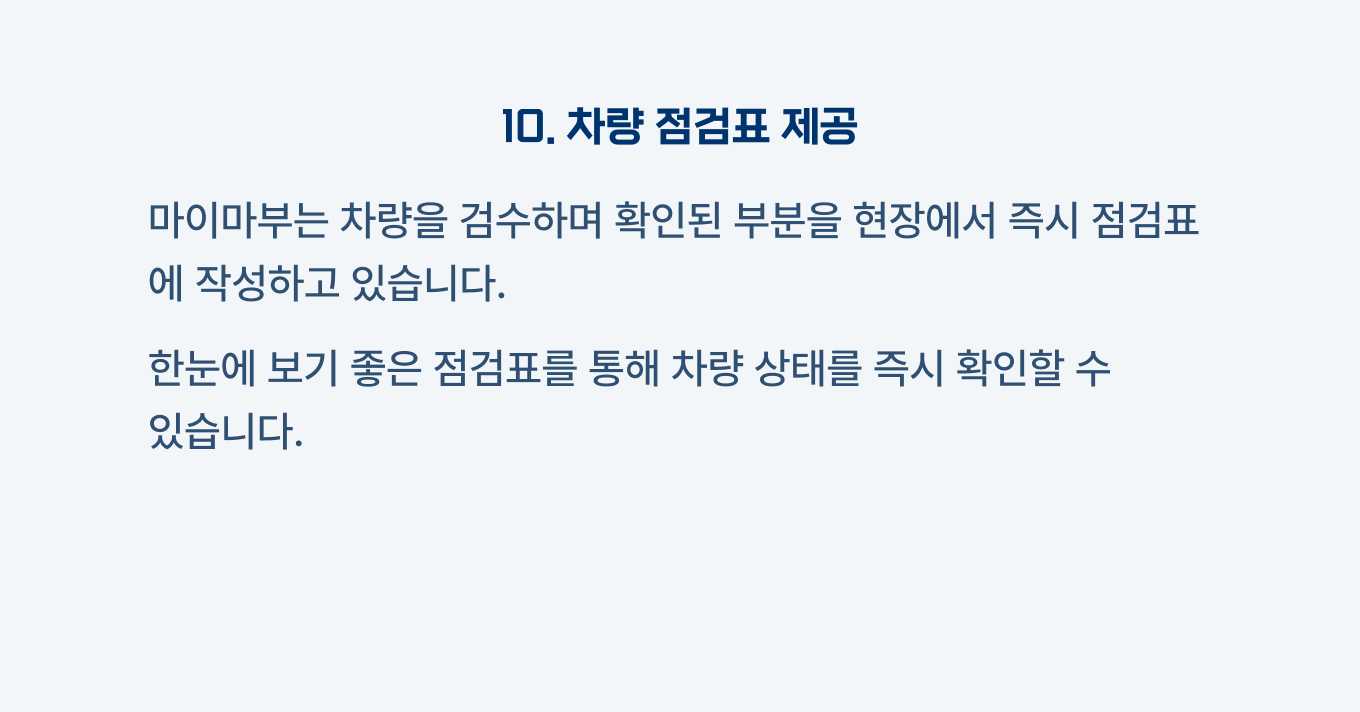 10. 차량 점검표 제공
마이마부는 차량을 검수하며 확인된 부분을 현장에서 즉시 점검표
에 작성하고 있습니다.
한눈에 보기 좋은 점검표를 통해 차량 상태를 즉시 확인할 수
있습니다.